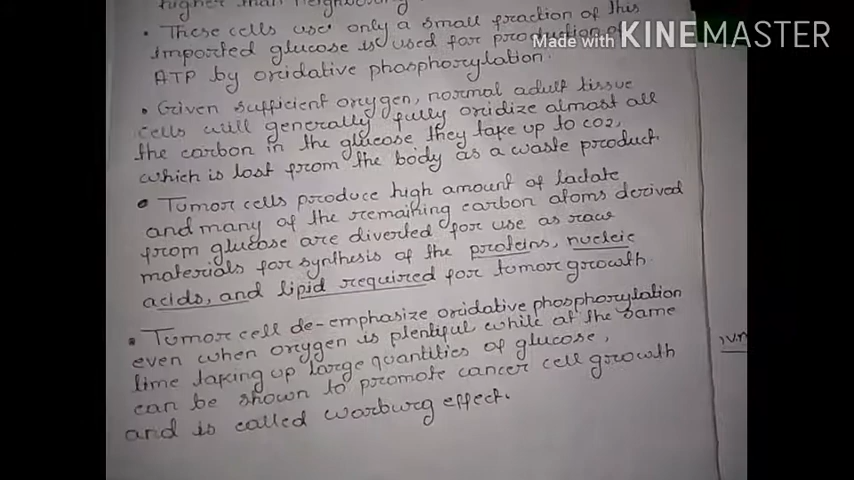 higher than neighboring
• These cells use only a small fraction of this
imported glucose is used for production of
ATP by oxidative phosphorylation.
• Given sufficient oxygen, normal adult tissue
cells will generally fully oxidize almost all
the carbon in the glucose they take up to CO2,
which is lost from the body as a waste product.
• Tumor cells produce high amount of lactate
and many of the remaining carbon atoms derived
from glucose are diverted for use as raw
materials for synthesis of the proteins, nucleic
acids, and lipid required for tumor growth.
• Tumor cell de-emphasize oxidative phosphorylation
even when oxygen is plentiful while at the same
time taking up large quantities of glucose,
can be shown to promote cancer cell growth
and is called warburg effect.
Made with KINEMASTER